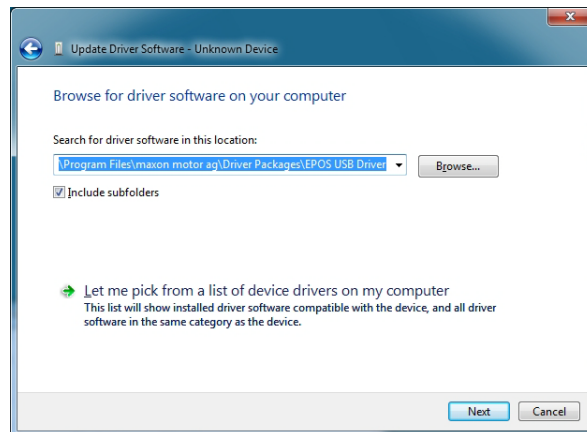 Update Driver Software - Unknown Device
Browse for driver software on your computer
Search for driver software in this location:
\Program Files\maxon motor ag\Driver Packages\EPOS USB Driver
Browse...
Include subfolders
Let me pick from a list of device drivers on my computer
This list will show installed driver software compatible with the device, and all driver
software in the same category as the device.
Next
Cancel